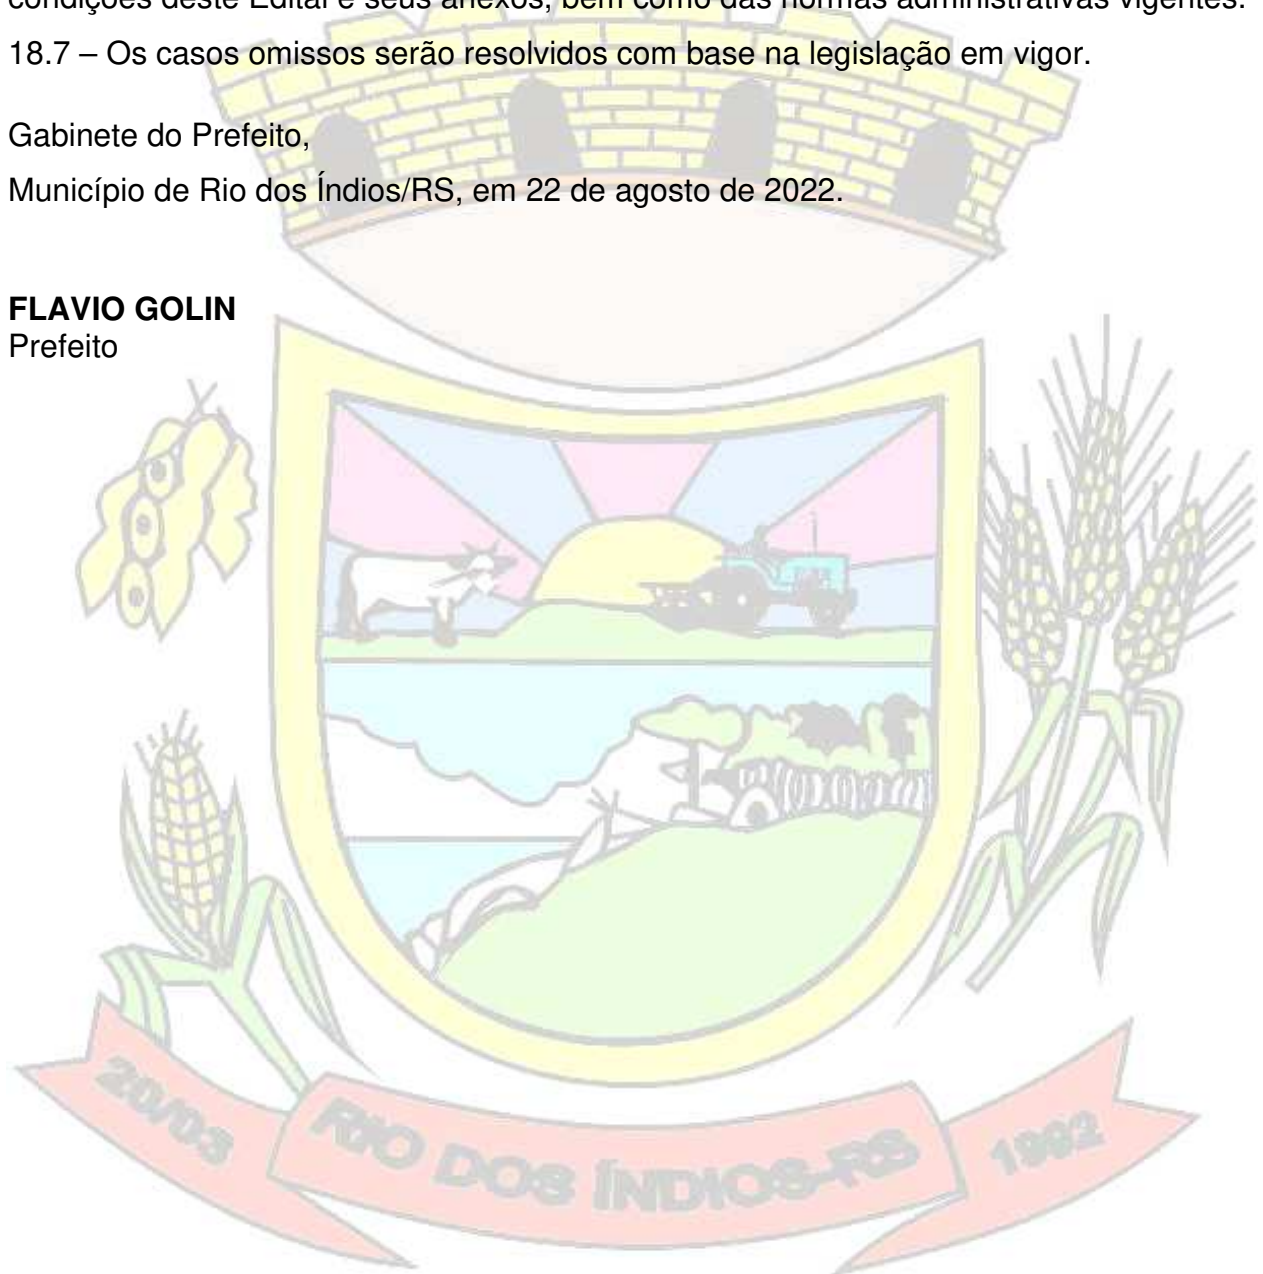 condições deste Edital e seus anexos, bem como das normas administrativas vigentes.
18.7 – Os casos omissos serão resolvidos com base na legislação em vigor.
Gabinete do Prefeito,
Município de Rio dos Índios/RS, em 22 de agosto de 2022.
FLAVIO GOLIN
Prefeito
20/03
RIO DOS ÍNDIOS-RS
1992